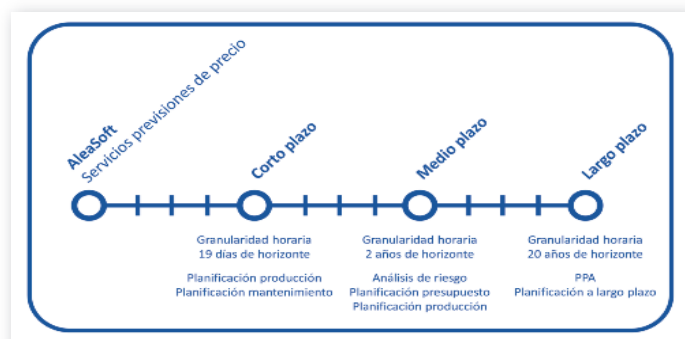 AleaSoft
Servicios previsiones de precio
Corto plazo
Medio plazo
Largo plazo
Granularidad horaria
19 días de horizonte
Planificación producción
Planificación mantenimiento
Granularidad horaria
2 años de horizonte
Análisis de riesgo
Planificación presupuesto
Planificación producción
Granularidad horaria
20 años de horizonte
PPA
Planificación a largo plazo